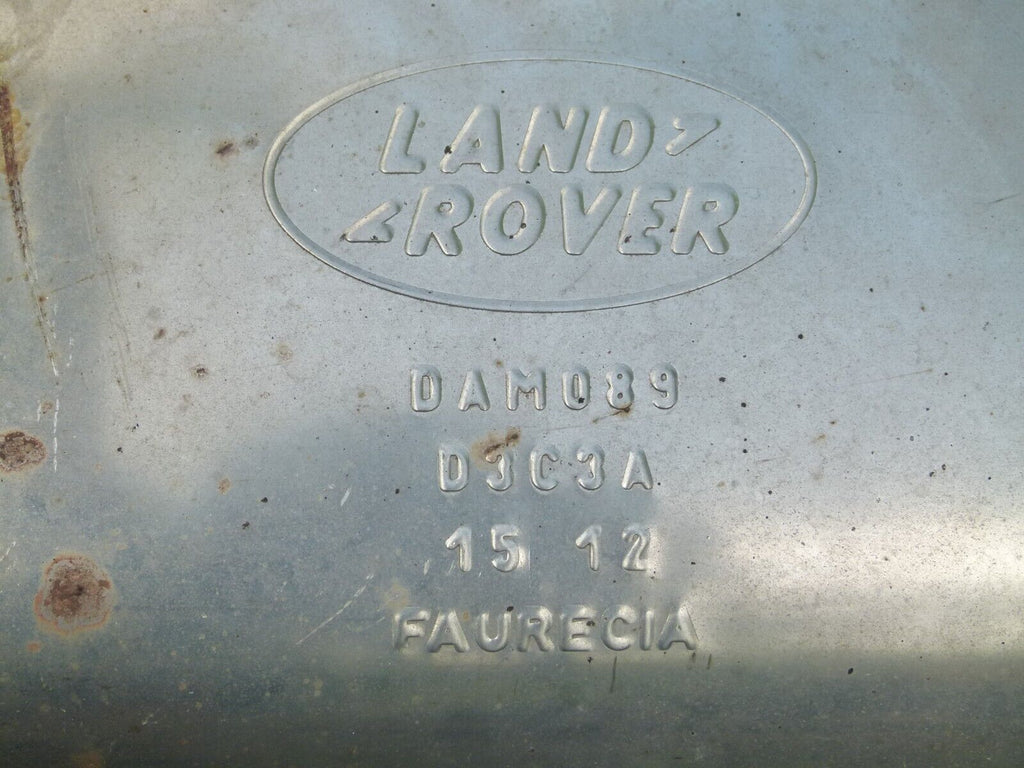 LAND
ROVER
DAM089
D3C3A
15 12
FAURECIA